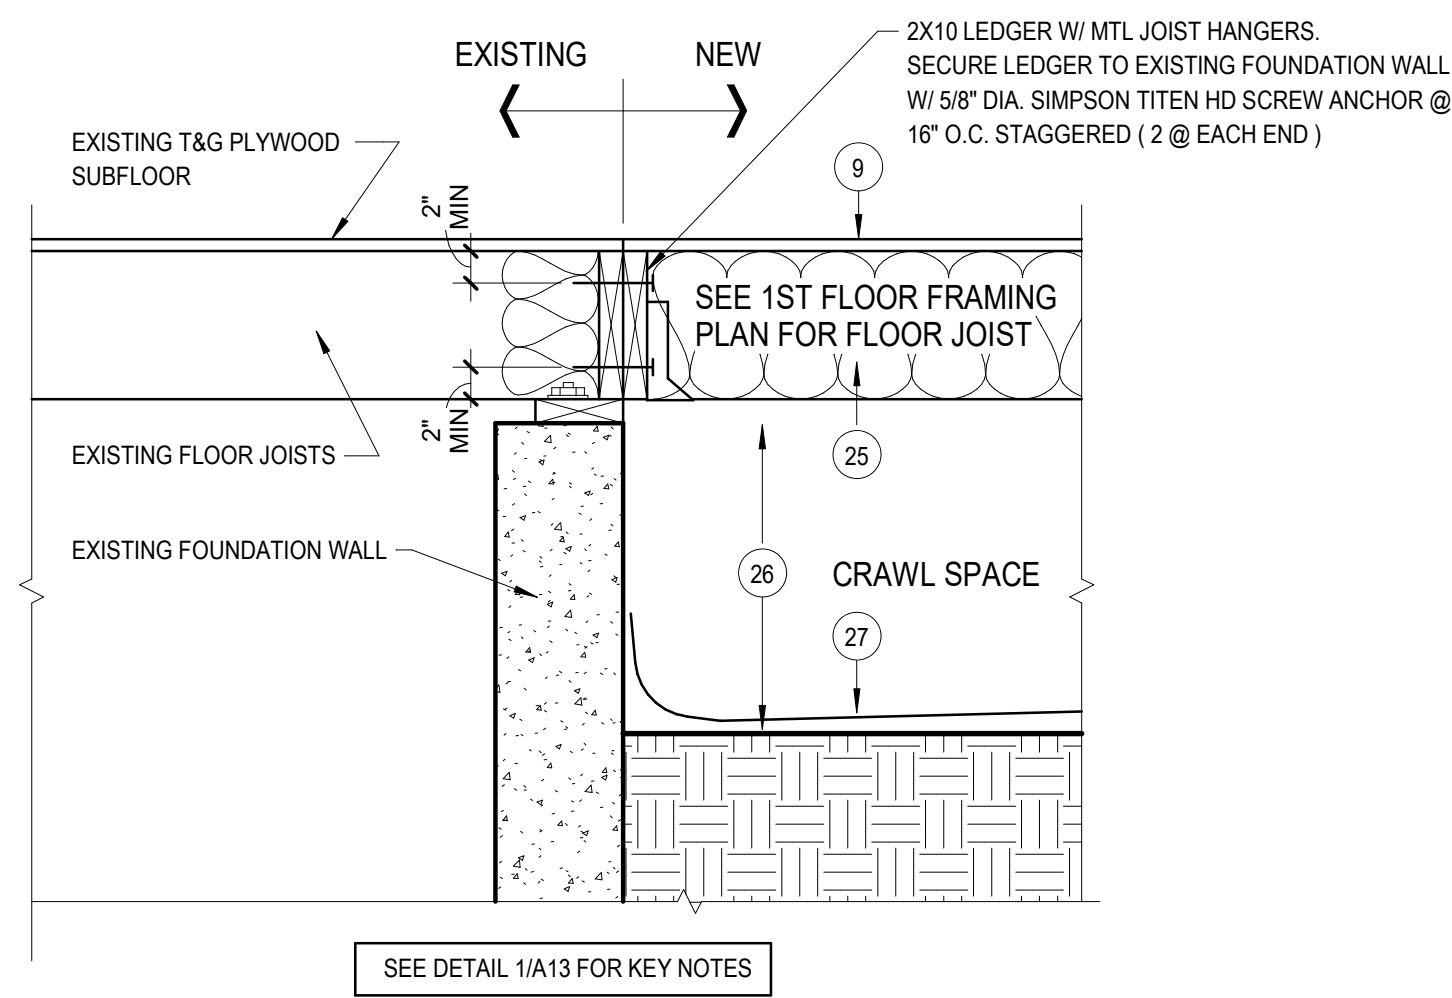 EXISTING
NEW
2X10 LEDGER W/ MTL JOIST HANGERS.
SECURE LEDGER TO EXISTING FOUNDATION WALL
W/ 5/8" DIA. SIMPSON TITEN HD SCREW ANCHOR @
16" O.C. STAGGERED ( 2 @ EACH END )
EXISTING T&G PLYWOOD
SUBFLOOR
2"
MIN
9
SEE 1ST FLOOR FRAMING
PLAN FOR FLOOR JOIST
2"
MIN
EXISTING FLOOR JOISTS
25
EXISTING FOUNDATION WALL
26
CRAWL SPACE
27
SEE DETAIL 1/A13 FOR KEY NOTES